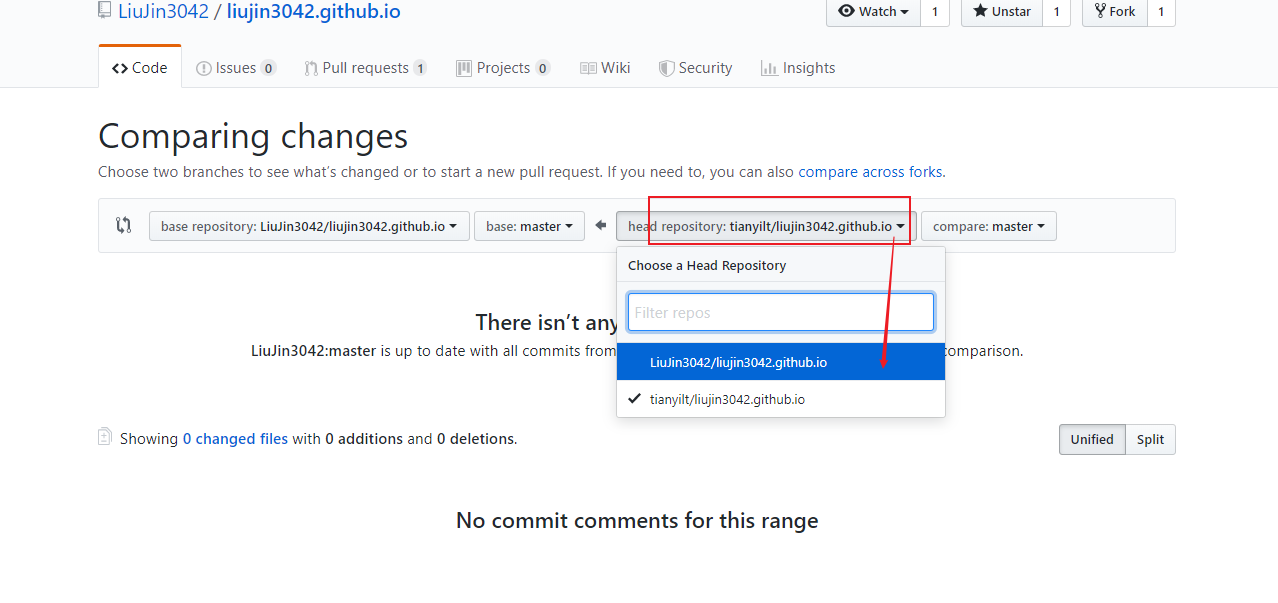 LiuJin3042 / liujin3042.github.io
Watch 1 Unstar 1 Fork 1
Code Issues 0 Pull requests 1 Projects 0 Wiki Security Insights
Comparing changes
Choose two branches to see what's changed or to start a new pull request. If you need to, you can also compare across forks.
base repository: LiuJin3042/liujin3042.github.io base: master head repository: tianyilt/liujin3042.github.io compare: master
Choose a Head Repository
Filter repos
There isn't any
LiuJin3042:master is up to date with all commits from omparison.
LiuJin3042/liujin3042.github.io
tianyilt/liujin3042.github.io
Showing 0 changed files with 0 additions and 0 deletions.
Unified Split
No commit comments for this range